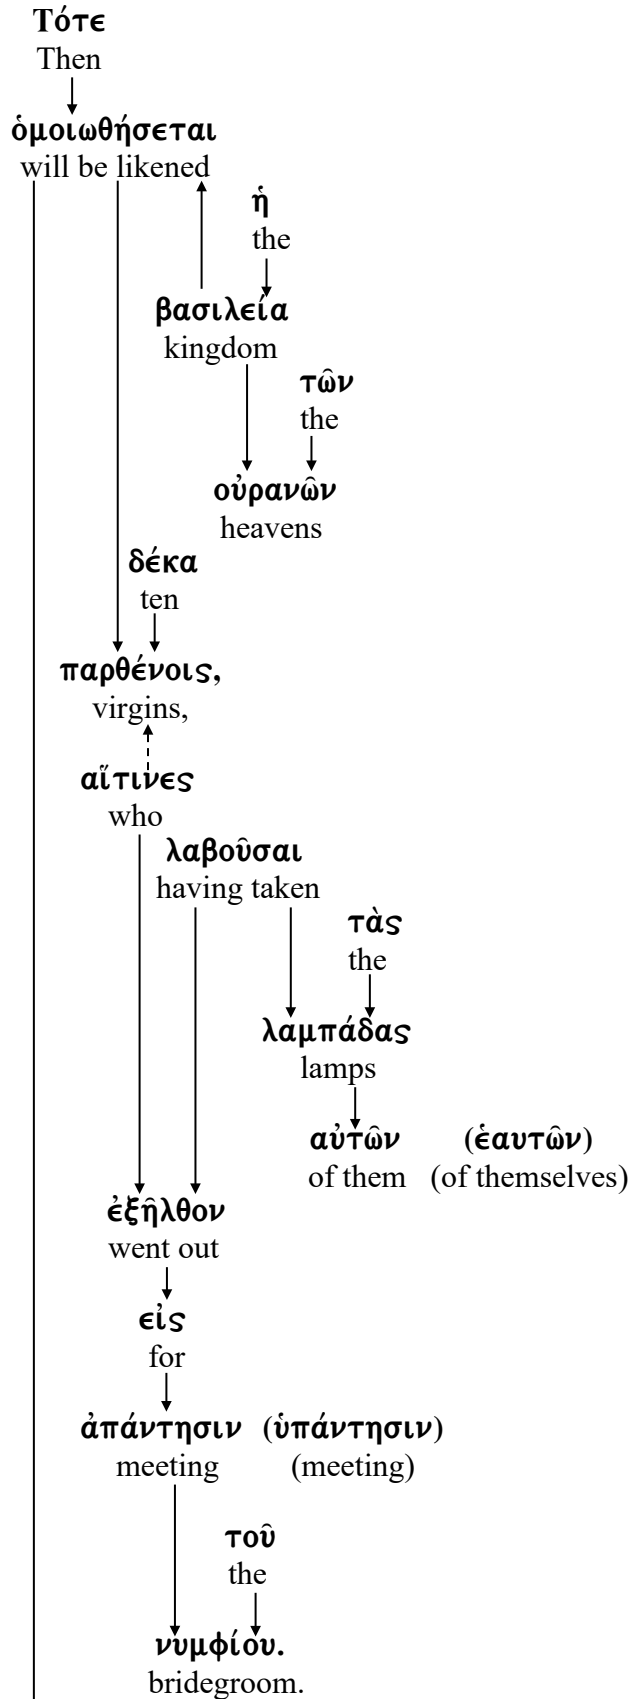 Τότε
Then
ὁμοιωθήσεται
will be likened
ἡ
the
βασιλεία
kingdom
τῶν
the
οὐρανῶν
heavens
δέκα
ten
παρθένοις,
virgins,
αἵτινες
who
λαβοῦσαι
having taken
τὰς
the
λαμπάδας
lamps
αὐτῶν (ἑαυτῶν)
of them (of themselves)
ἐξῆλθον
went out
εἰς
for
ἀπάντησιν (ὑπάντησιν)
meeting (meeting)
τοῦ
the
νυμφίου.
bridegroom.